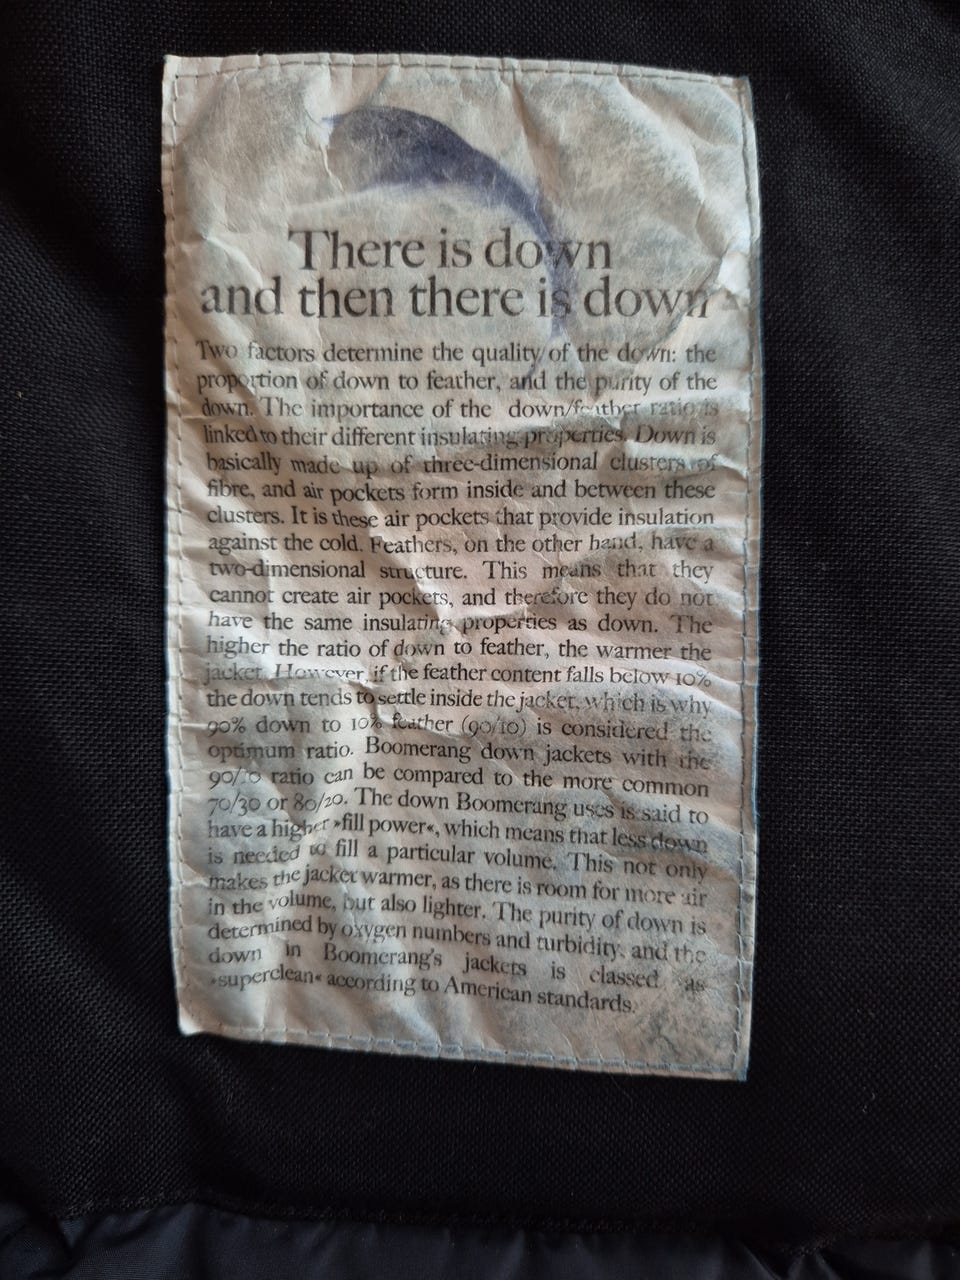 There is down
and then there is down
Two factors determine the quality of the down: the
proportion of down to feather, and the purity of the
down. The importance of the down/feather ratio is
linked to their different insulating properties. Down is
basically made up of three-dimensional clusters of
fibre, and air pockets form inside and between these
clusters. It is these air pockets that provide insulation
against the cold. Feathers, on the other hand, have a
two-dimensional structure. This means that they
cannot create air pockets, and therefore they do not
have the same insulating properties as down. The
higher the ratio of down to feather, the warmer the
jacket. However, if the feather content falls below 10%
the down tends to settle inside the jacket, which is why
90% down to 10% feather (90/10) is considered the
optimum ratio. Boomerang down jackets with the
90/10 ratio can be compared to the more common
70/30 or 80/20. The down Boomerang uses is said to
have a higher »fill power«, which means that less down
is needed to fill a particular volume. This not only
makes the jacket warmer, as there is room for more air
in the volume, but also lighter. The purity of down is
determined by oxygen numbers and turbidity, and the
down in Boomerang's jackets is classed as
»superclean« according to American standards.